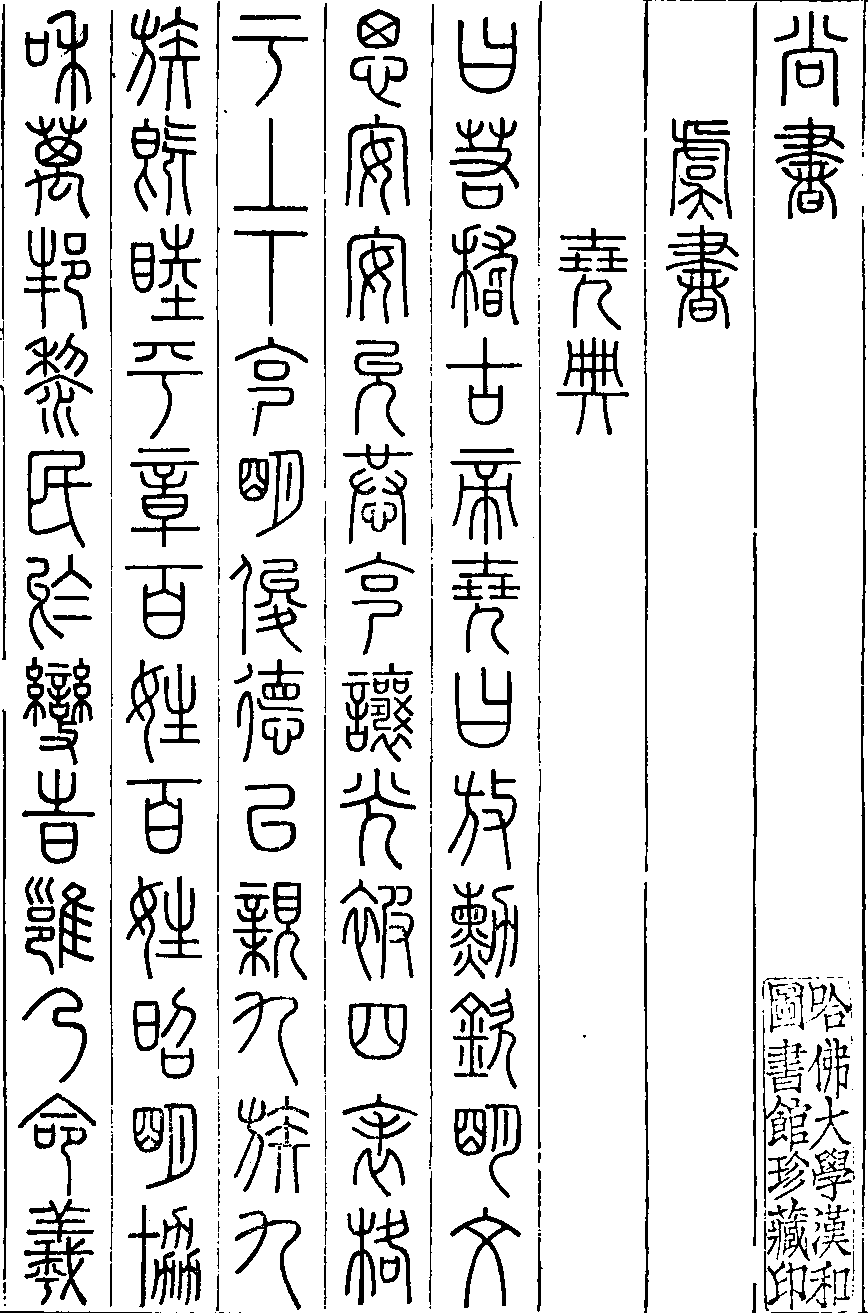 尚書
虞書
堯典
曰若稽古帝堯曰放勳欽明文
思安安允恭克讓光被四表格
于上下克明俊德以親九族九
族既睦平章百姓百姓昭明協
和萬邦黎民於變旹雍乃命羲
哈佛大學漢和
圖書館珍藏印